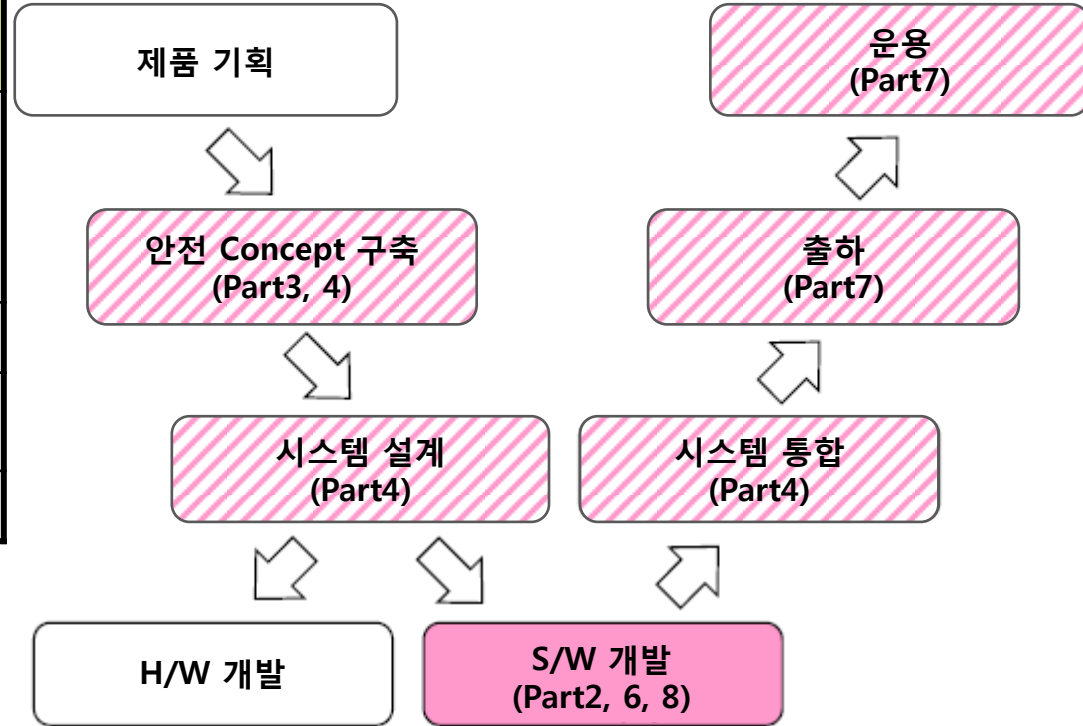 제품 기획
운용
(Part7)
안전 Concept 구축
(Part3, 4)
출하
(Part7)
시스템 설계
(Part4)
시스템 통합
(Part4)
H/W 개발
S/W 개발
(Part2, 6, 8)